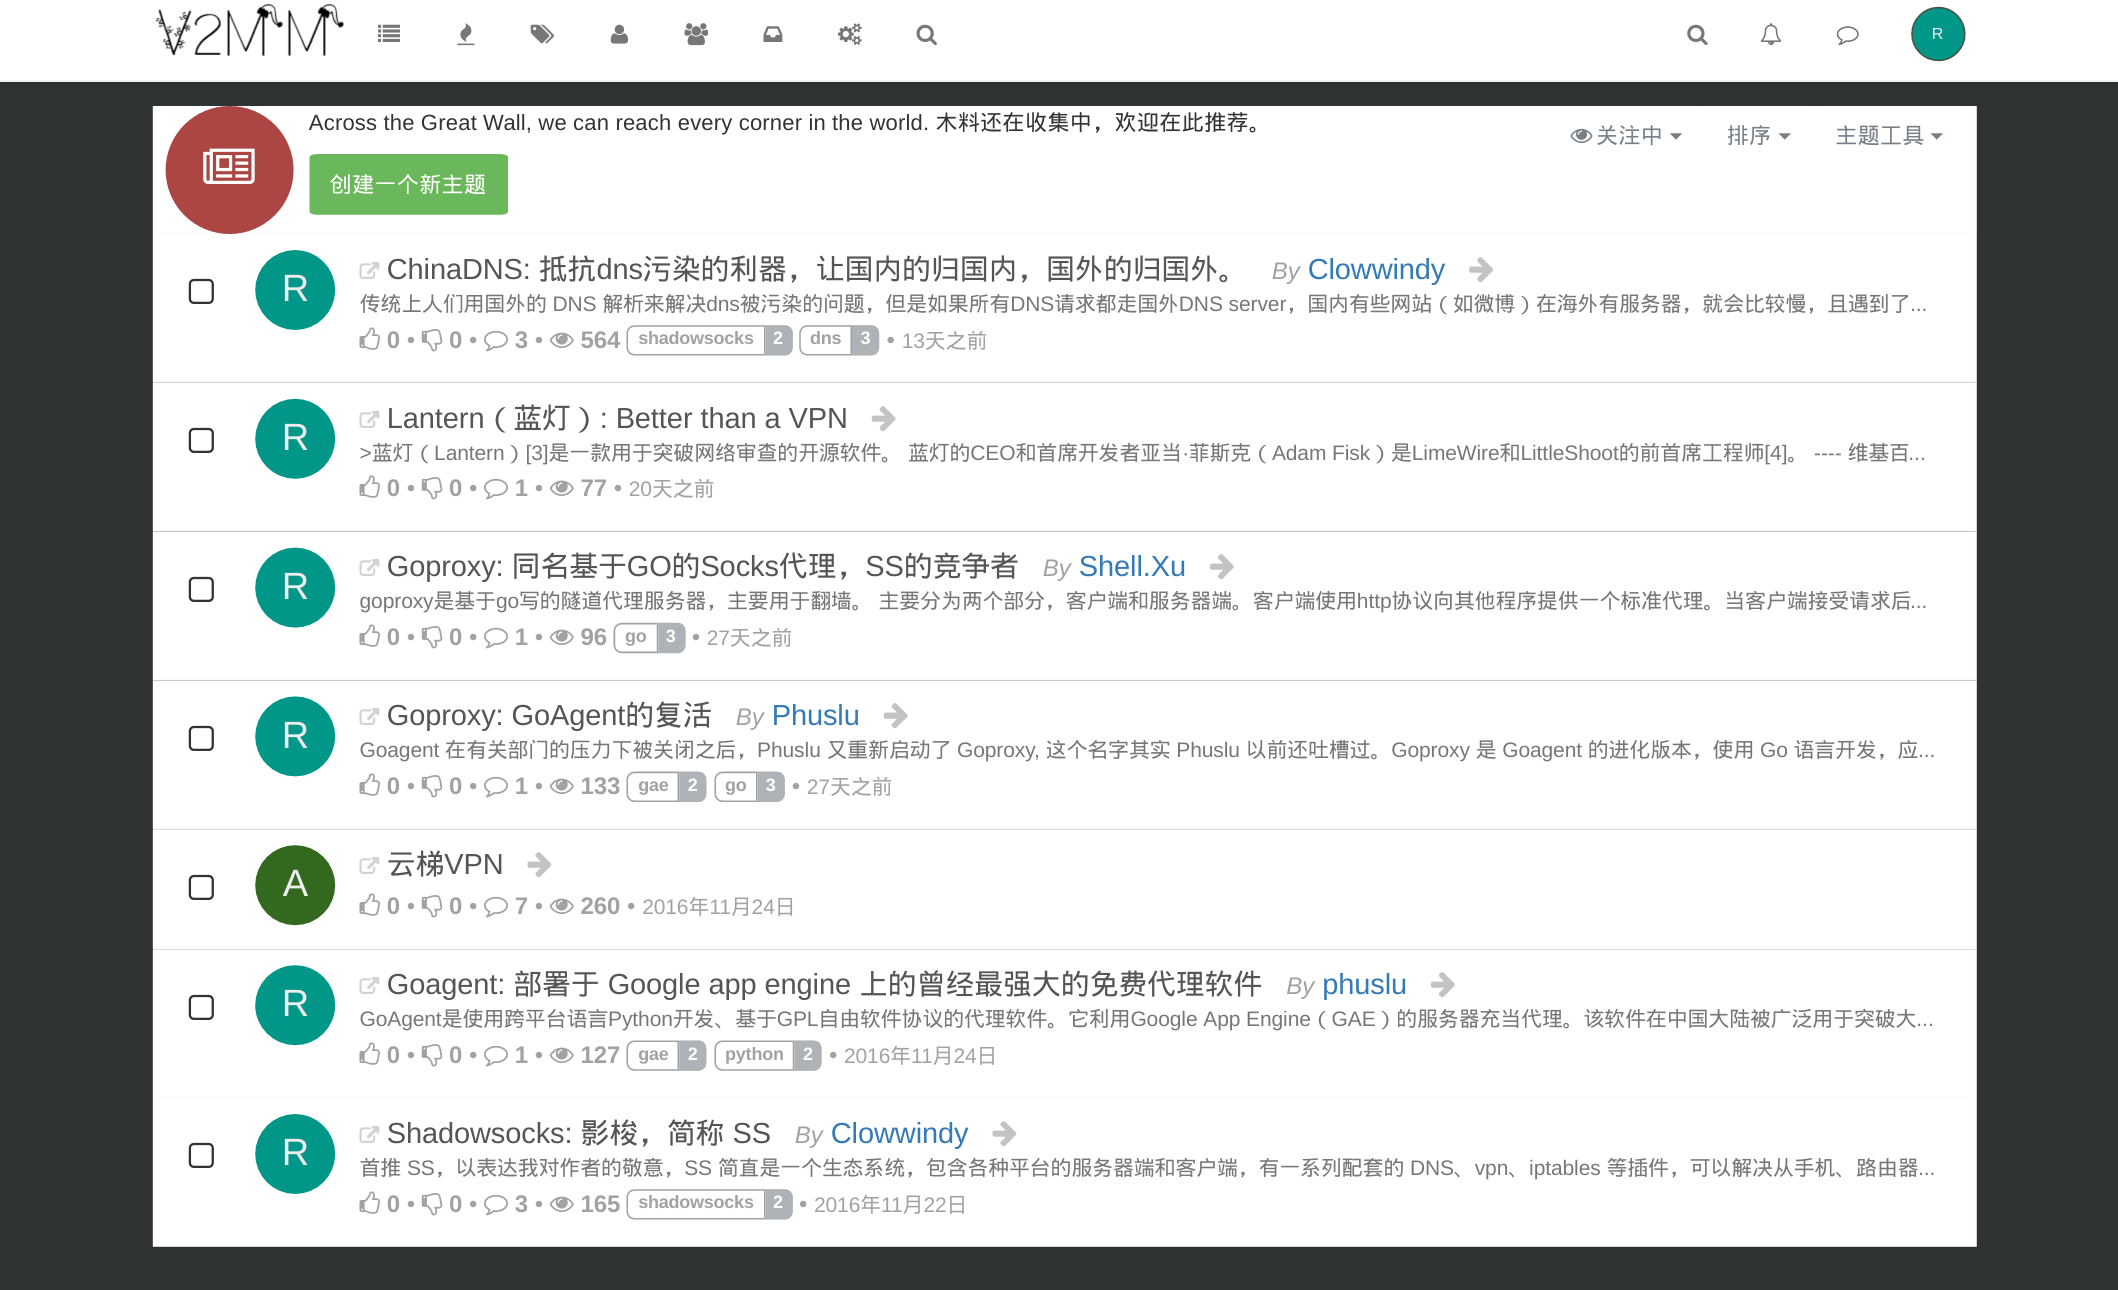 V2MM
R
Across the Great Wall, we can reach every corner in the world. 木料还在收集中，欢迎在此推荐。
关注中 排序 主题工具
创建一个新主题
R
ChinaDNS: 抵抗dns污染的利器，让国内的归国内，国外的归国外。 By Clowwindy
传统上人们用国外的 DNS 解析来解决dns被污染的问题，但是如果所有DNS请求都走国外DNS server，国内有些网站（如微博）在海外有服务器，就会比较慢，且遇到了...
0 • 0 • 3 • 564 shadowsocks 2 dns 3 • 13天之前
R
Lantern（蓝灯）: Better than a VPN
>蓝灯（Lantern）[3]是一款用于突破网络审查的开源软件。 蓝灯的CEO和首席开发者亚当·菲斯克（Adam Fisk）是LimeWire和LittleShoot的前首席工程师[4]。 ---- 维基百...
0 • 0 • 1 • 77 • 20天之前
R
Goproxy: 同名基于GO的Socks代理，SS的竞争者 By Shell.Xu
goproxy是基于go写的隧道代理服务器，主要用于翻墙。 主要分为两个部分，客户端和服务器端。客户端使用http协议向其他程序提供一个标准代理。当客户端接受请求后...
0 • 0 • 1 • 96 go 3 • 27天之前
R
Goproxy: GoAgent的复活 By Phuslu
Goagent 在有关部门的压力下被关闭之后，Phuslu 又重新启动了 Goproxy, 这个名字其实 Phuslu 以前还吐槽过。Goproxy 是 Goagent 的进化版本，使用 Go 语言开发，应...
0 • 0 • 1 • 133 gae 2 go 3 • 27天之前
A
云梯VPN
0 • 0 • 7 • 260 • 2016年11月24日
R
Goagent: 部署于 Google app engine 上的曾经最强大的免费代理软件 By phuslu
GoAgent是使用跨平台语言Python开发、基于GPL自由软件协议的代理软件。它利用Google App Engine（GAE）的服务器充当代理。该软件在中国大陆被广泛用于突破大...
0 • 0 • 1 • 127 gae 2 python 2 • 2016年11月24日
R
Shadowsocks: 影梭，简称 SS By Clowwindy
首推 SS，以表达我对作者的敬意，SS 简直是一个生态系统，包含各种平台的服务器端和客户端，有一系列配套的 DNS、vpn、iptables 等插件，可以解决从手机、路由器...
0 • 0 • 3 • 165 shadowsocks 2 • 2016年11月22日